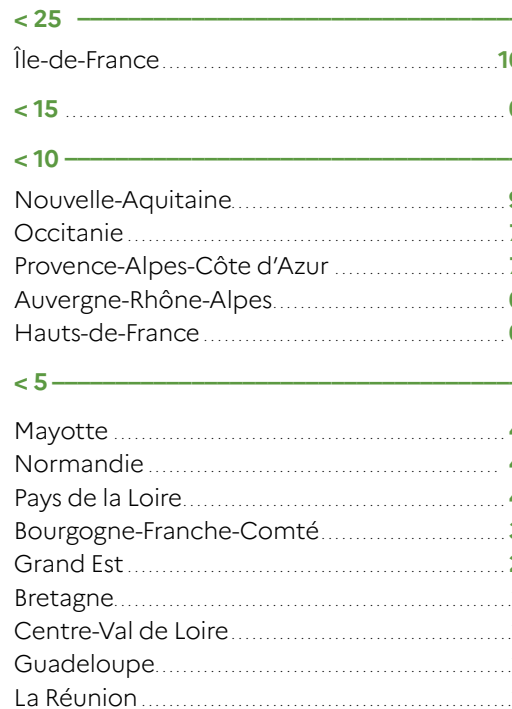 < 25
Île-de-France
< 15
< 10
Nouvelle-Aquitaine
Occitanie
Provence-Alpes-Côte d'Azur
Auvergne-Rhône-Alpes
Hauts-de-France
< 5
Mayotte
Normandie
Pays de la Loire
Bourgogne-Franche-Comté
Grand Est
Bretagne
Centre-Val de Loire
Guadeloupe
La Réunion